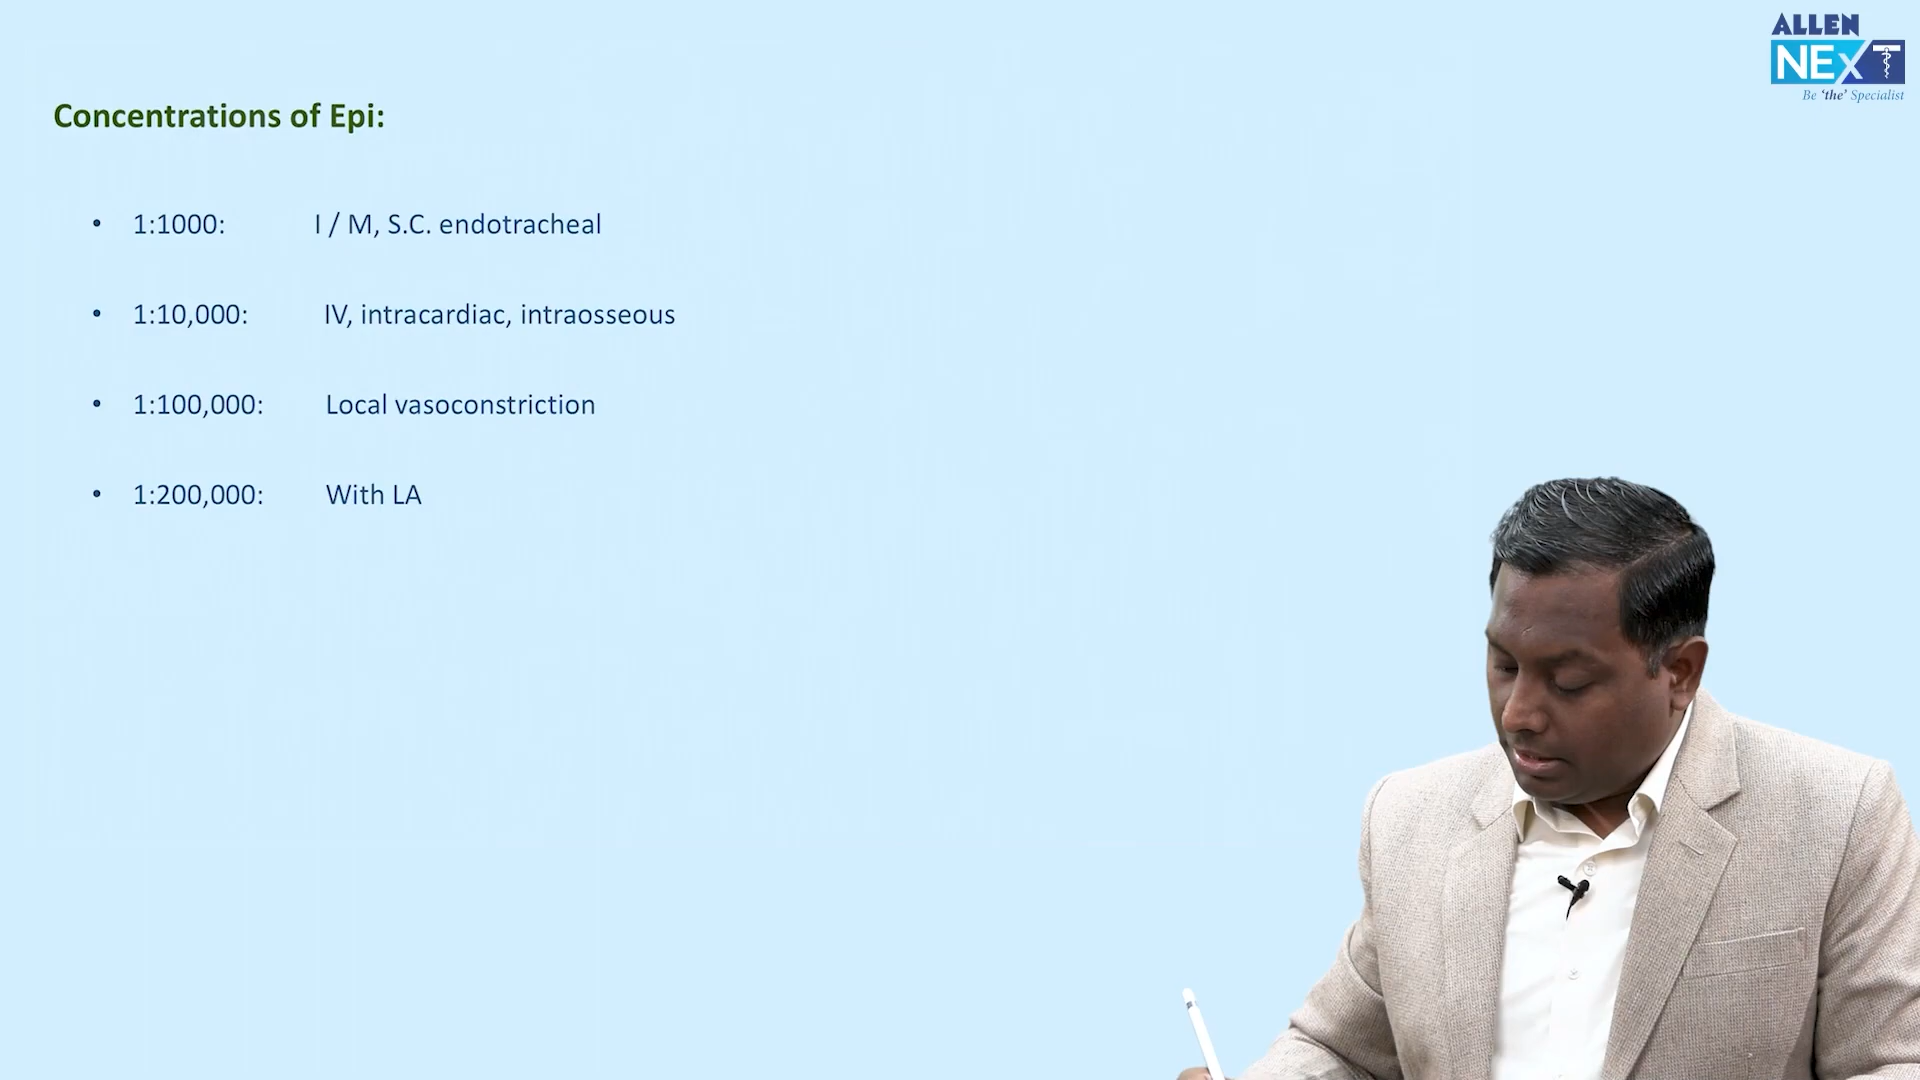 ALLEN
NExT
Be 'the' Specialist
Concentrations of Epi:
• 1:1000: I / M, S.C. endotracheal
• 1:10,000: IV, intracardiac, intraosseous
• 1:100,000: Local vasoconstriction
• 1:200,000: With LA